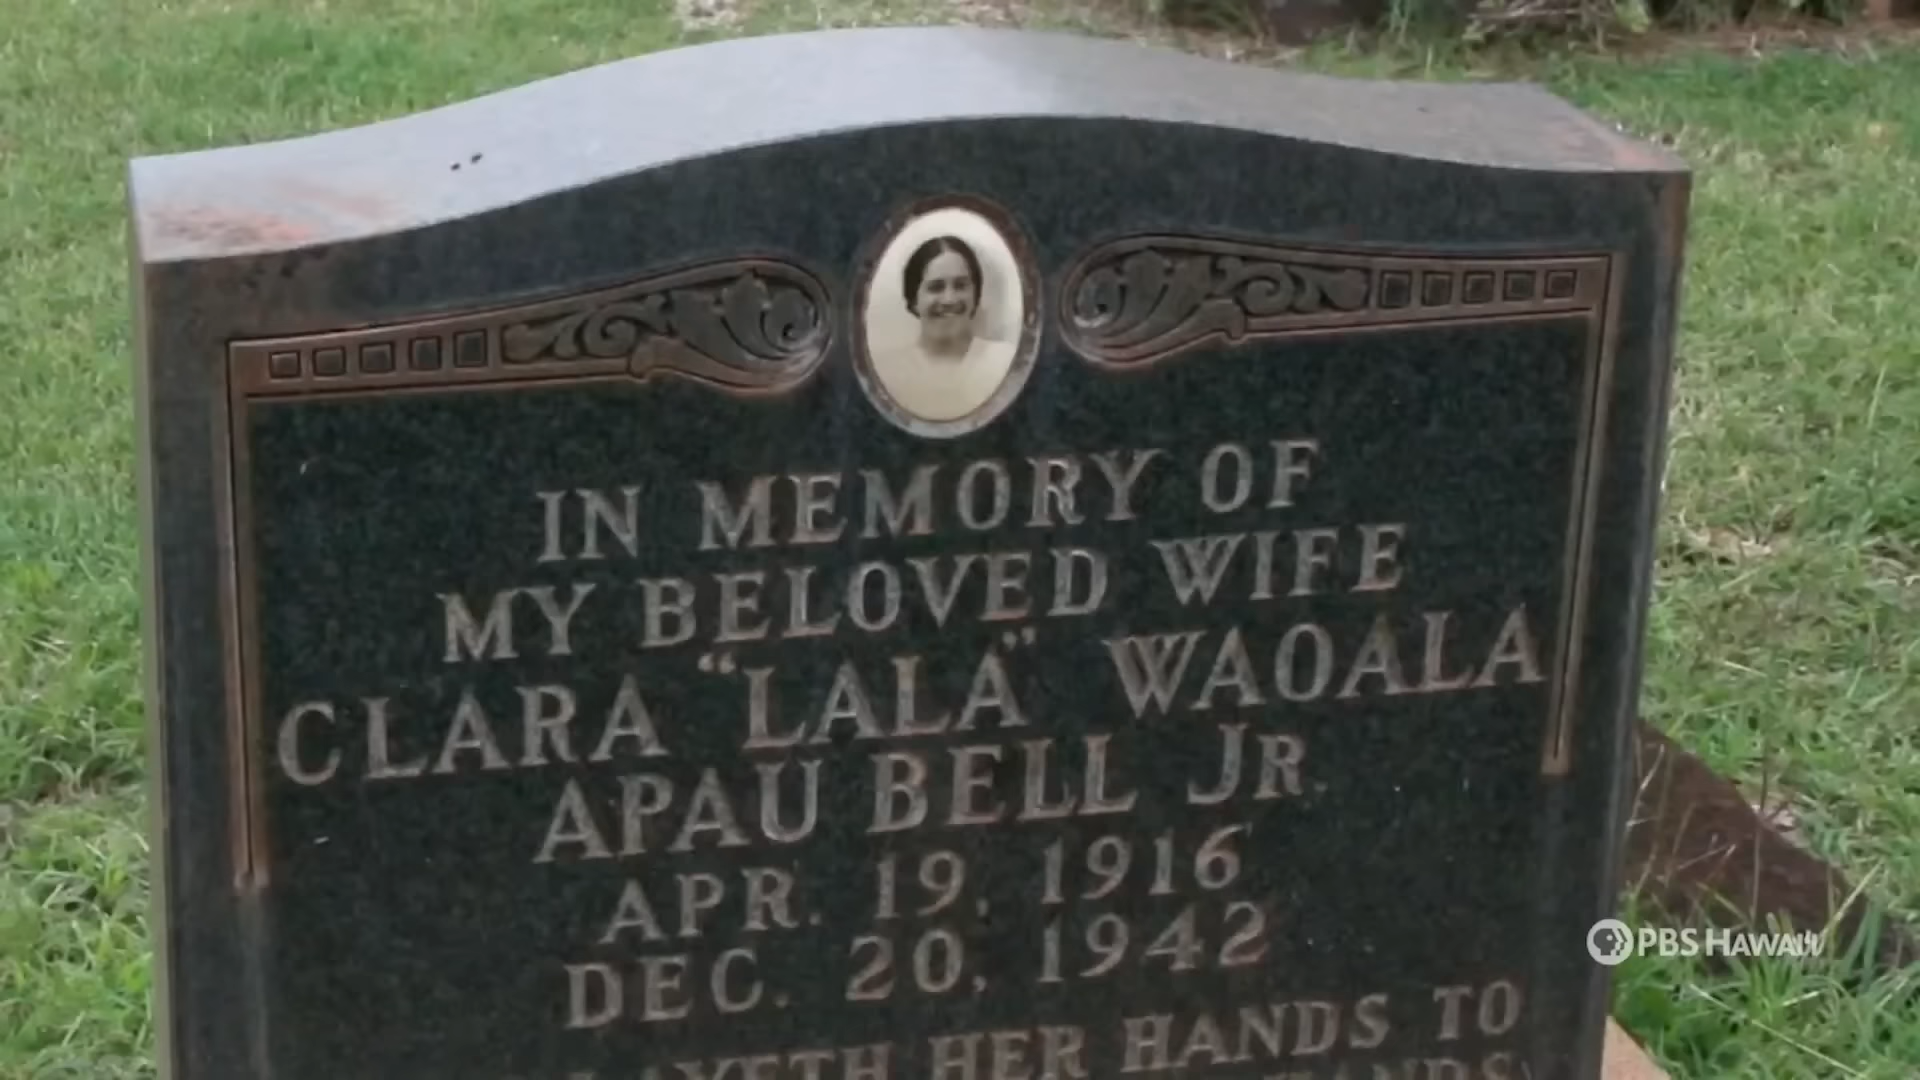 IN MEMORY OF
MY BELOVED WIFE
CLARA "LALA" WAOALA
APAU BELL JR.
APR. 19, 1916
DEC. 20, 1942
HER HANDS TO
PBS HAWAIʻI